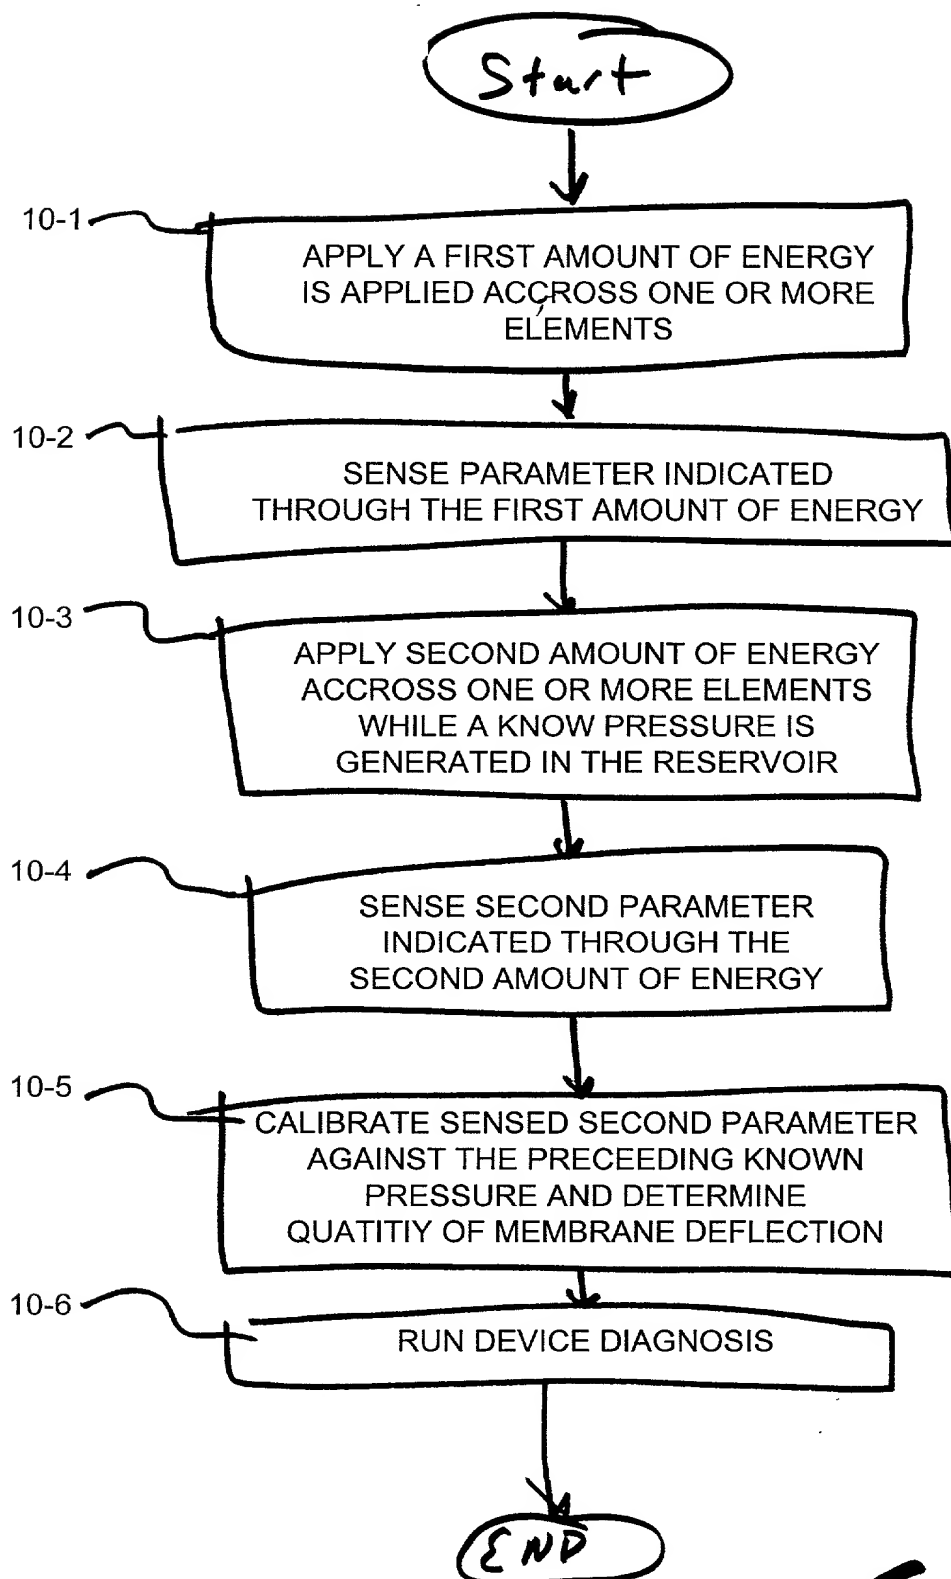 Start
10-1
APPLY A FIRST AMOUNT OF ENERGY
IS APPLIED ACCROSS ONE OR MORE
ELEMENTS
10-2
SENSE PARAMETER INDICATED
THROUGH THE FIRST AMOUNT OF ENERGY
10-3
APPLY SECOND AMOUNT OF ENERGY
ACCROSS ONE OR MORE ELEMENTS
WHILE A KNOW PRESSURE IS
GENERATED IN THE RESERVOIR
10-4
SENSE SECOND PARAMETER
INDICATED THROUGH THE
SECOND AMOUNT OF ENERGY
10-5
CALIBRATE SENSED SECOND PARAMETER
AGAINST THE PRECEEDING KNOWN
PRESSURE AND DETERMINE
QUATITIY OF MEMBRANE DEFLECTION
10-6
RUN DEVICE DIAGNOSIS
END